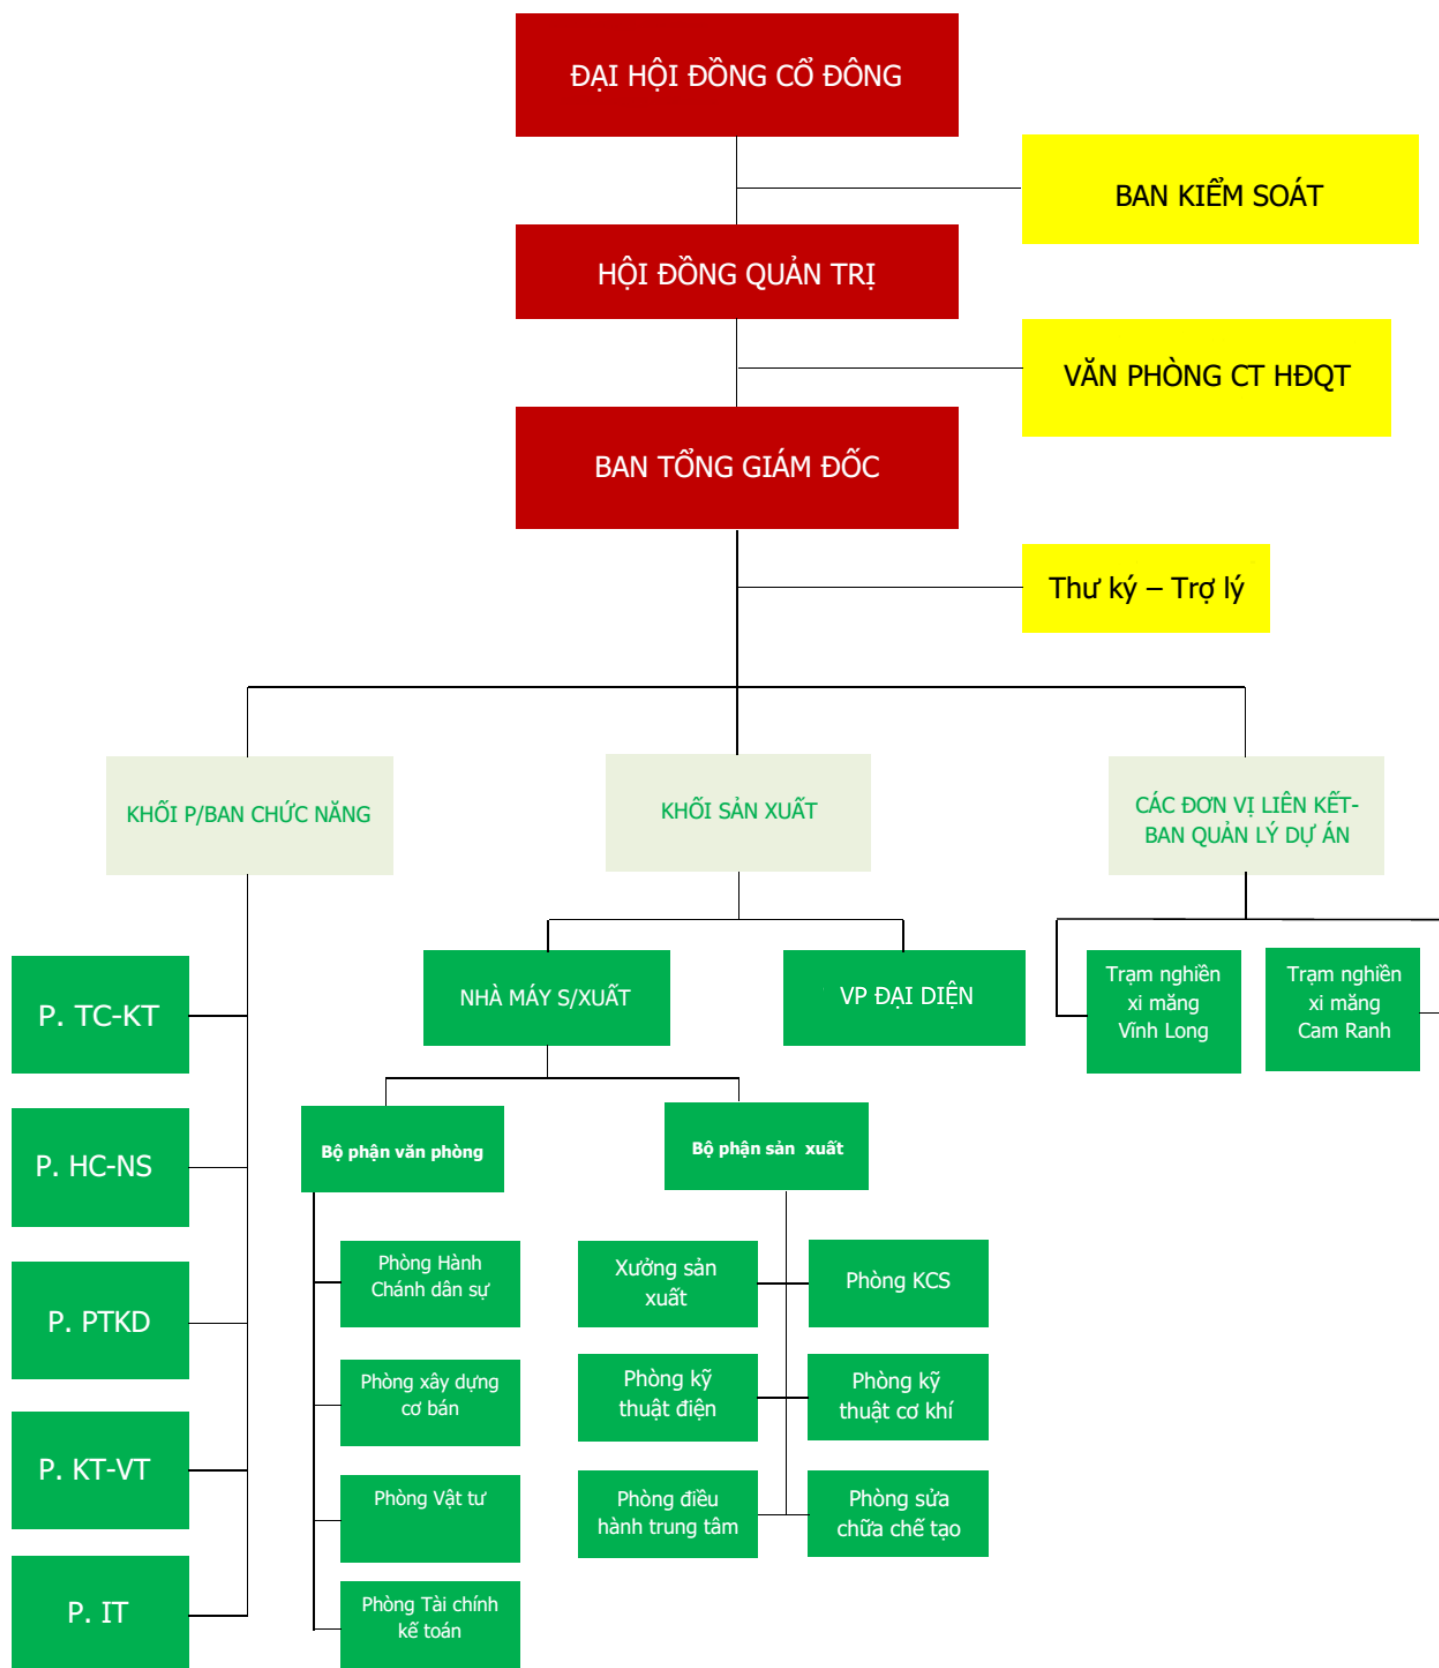 ĐẠI HỘI ĐỒNG CỔ ĐÔNG
BAN KIỂM SOÁT
HỘI ĐỒNG QUẢN TRỊ
VĂN PHÒNG CT HĐQT
BAN TỔNG GIÁM ĐỐC
Thư ký – Trợ lý
KHỐI P/BAN CHỨC NĂNG
KHỐI SẢN XUẤT
CÁC ĐƠN VỊ LIÊN KẾT-
BAN QUẢN LÝ DỰ ÁN
P. TC-KT
P. HC-NS
P. PTKD
P. KT-VT
P. IT
NHÀ MÁY S/XUẤT
VP ĐẠI DIỆN
Trạm nghiền
xi măng
Vĩnh Long
Trạm nghiền
xi măng
Cam Ranh
Bộ phận văn phòng
Bộ phận sản xuất
Phòng Hành
Chánh dân sự
Phòng xây dựng
cơ bán
Phòng Vật tư
Phòng Tài chính
kế toán
Xưởng sản
xuất
Phòng KCS
Phòng kỹ
thuật điện
Phòng kỹ
thuật cơ khí
Phòng điều
hành trung tâm
Phòng sửa
chữa chế tạo